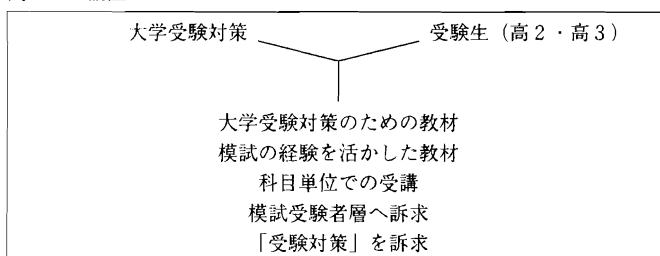 大学受験対策
受験生（高２・高３）
大学受験対策のための教材
模試の経験を活かした教材
科目単位での受講
模試受験者層へ訴求
「受験対策」を訴求